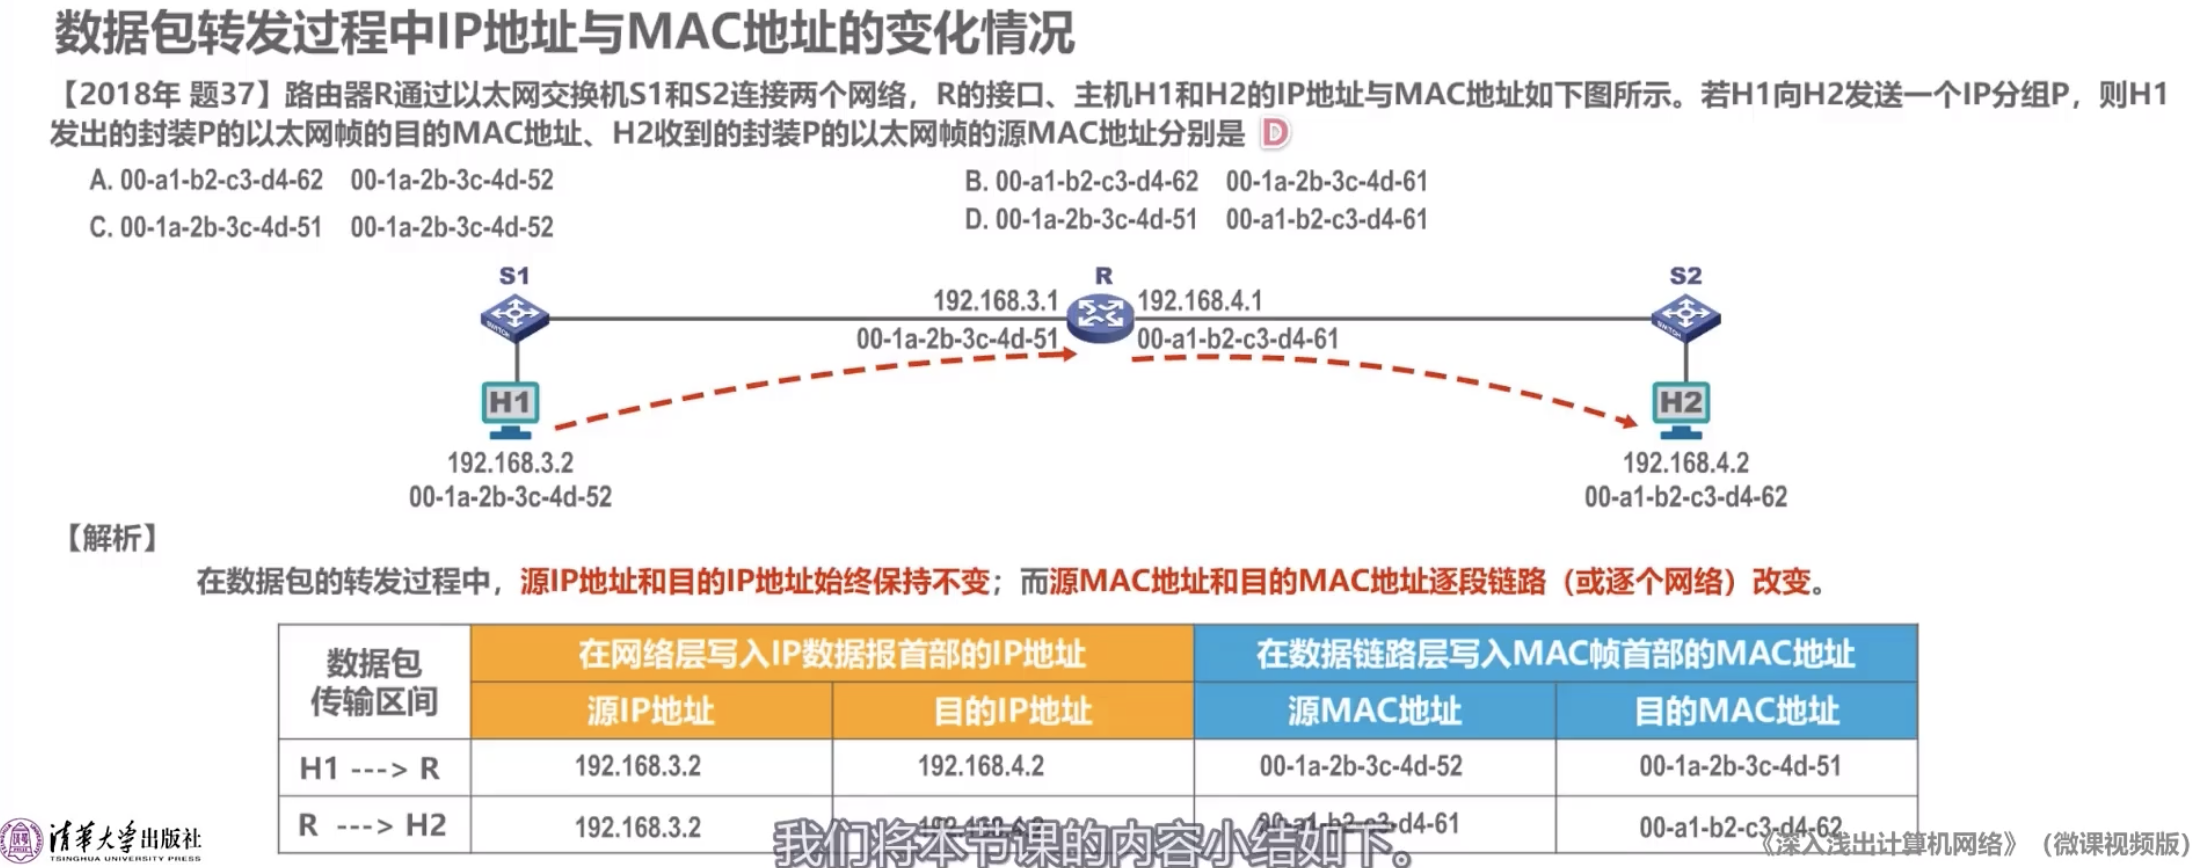 数据包转发过程中IP地址与MAC地址的变化情况
【2018年 题37】路由器R通过以太网交换机S1和S2连接两个网络，R的接口、主机H1和H2的IP地址与MAC地址如下图所示。若H1向H2发送一个IP分组P，则H1
发出的封装P的以太网帧的目的MAC地址、H2收到的封装P的以太网帧的源MAC地址分别是 D
A. 00-a1-b2-c3-d4-62 00-1a-2b-3c-4d-52
B. 00-a1-b2-c3-d4-62 00-1a-2b-3c-4d-61
C. 00-1a-2b-3c-4d-51 00-1a-2b-3c-4d-52
D. 00-1a-2b-3c-4d-51 00-a1-b2-c3-d4-61
S1 R S2
192.168.3.1 192.168.4.1
SWITCH SWITCH
00-1a-2b-3c-4d-51 00-a1-b2-c3-d4-61
H1 H2
192.168.3.2 192.168.4.2
00-1a-2b-3c-4d-52 00-a1-b2-c3-d4-62
【解析】
在数据包的转发过程中，源IP地址和目的IP地址始终保持不变；而源MAC地址和目的MAC地址逐段链路（或逐个网络）改变。
数据包
传输区间
在网络层写入IP数据报首部的IP地址 在数据链路层写入MAC帧首部的MAC地址
源IP地址 目的IP地址 源MAC地址 目的MAC地址
H1 ---> R 192.168.3.2 192.168.4.2 00-1a-2b-3c-4d-52 00-1a-2b-3c-4d-51
R ---> H2 192.168.3.2 192.168.4.2 00-a1-b2-c3-d4-61 00-a1-b2-c3-d4-62
我们将本节课的内容小结如下。
清华大学出版社
TSINGHUA UNIVERSITY PRESS
《深入浅出计算机网络》（微课视频版）